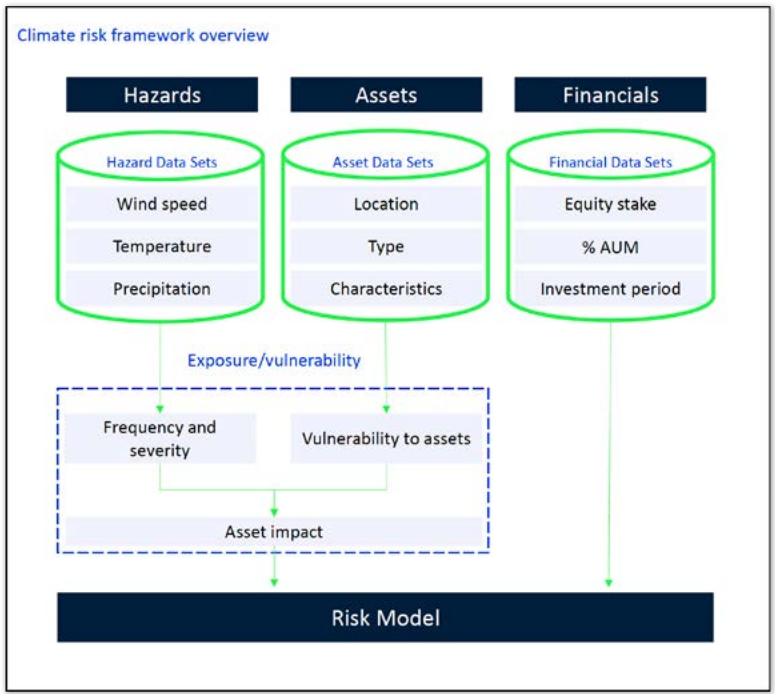 Climate risk framework overview
Hazards
Assets
Financials
Hazard Data Sets
Asset Data Sets
Financial Data Sets
Wind speed
Location
Equity stake
Temperature
Type
% AUM
Precipitation
Characteristics
Investment period
Exposure/vulnerability
Frequency and
severity
Vulnerability to assets
Asset impact
Risk Model